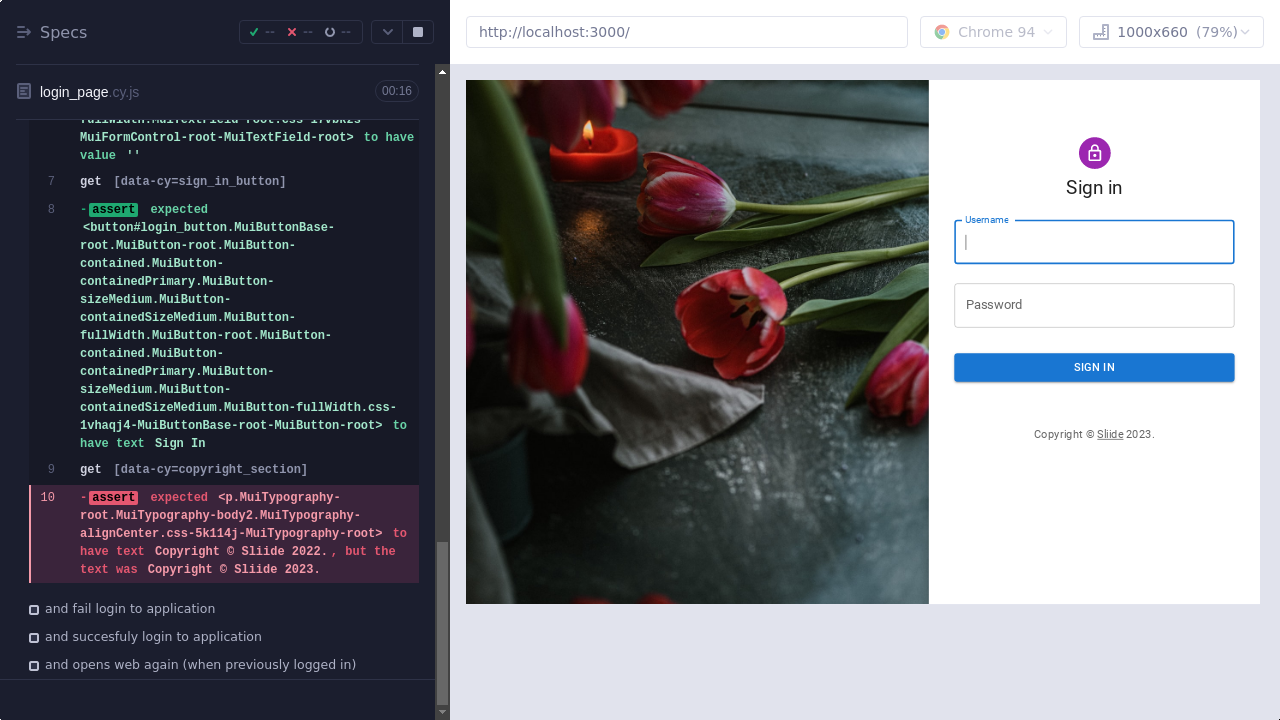 Specs
--
--
--
login_page.cy.js
00:16
MuiFormControl-root-MuiTextField-root> to have
value ''
7 get [data-cy=sign_in_button]
8 -assert expected
<button#login_button.MuiButtonBase-
root.MuiButton-root.MuiButton-
contained.MuiButton-
containedPrimary.MuiButton-
sizeMedium.MuiButton-
containedSizeMedium.MuiButton-
fullWidth.MuiButton-root.MuiButton-
contained.MuiButton-
containedPrimary.MuiButton-
sizeMedium.MuiButton-
containedSizeMedium.MuiButton-fullWidth.css-
1vhaqj4-MuiButtonBase-root-MuiButton-root> to
have text Sign In
9 get [data-cy=copyright_section]
10 -assert expected <p.MuiTypography-
root.MuiTypography-body2.MuiTypography-
alignCenter.css-5k114j-MuiTypography-root> to
have text Copyright © Sliide 2022., but the
text was Copyright © Sliide 2023.
and fail login to application
and succesfuly login to application
and opens web again (when previously logged in)
http://localhost:3000/
Chrome 94
1000x660 (79%)
Sign in
Username
Password
SIGN IN
Copyright © Sliide 2023.